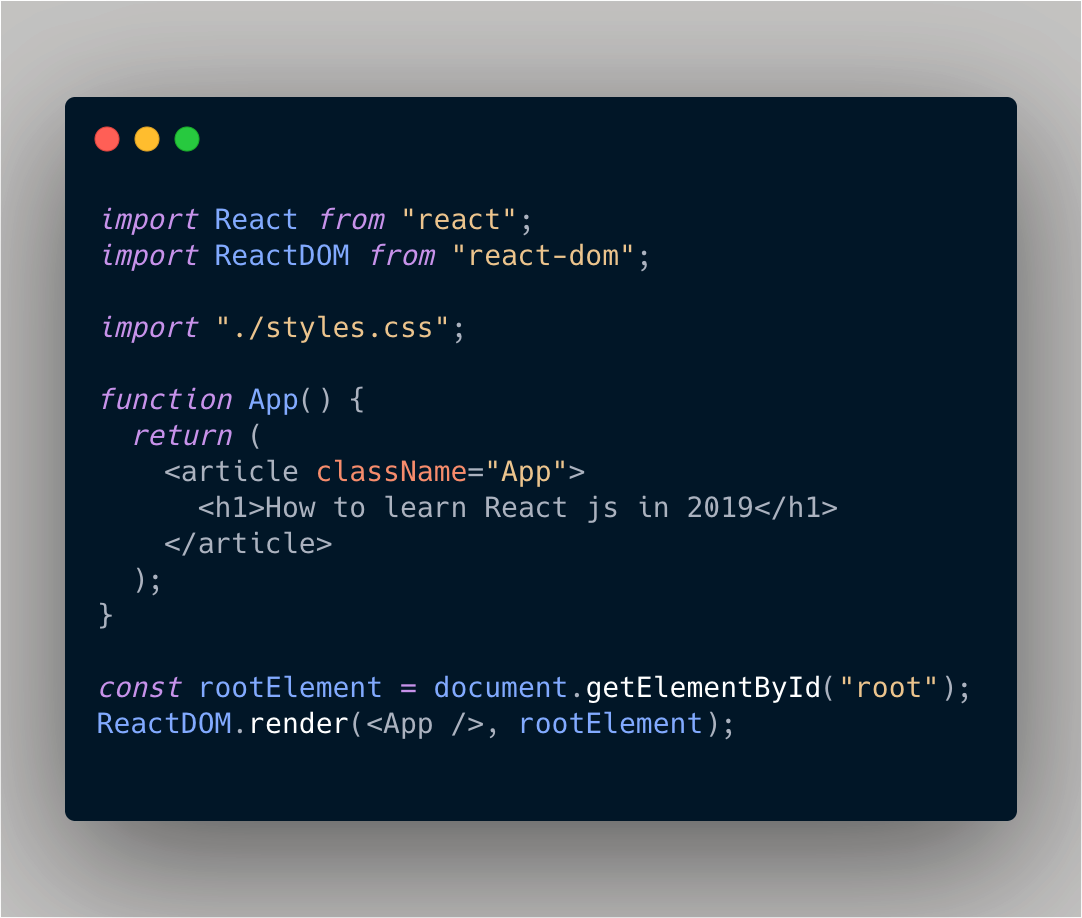 import React from "react";
import ReactDOM from "react-dom";

import "./styles.css";

function App() {
  return (
    <article className="App">
      <h1>How to learn React js in 2019</h1>
    </article>
  );
}

const rootElement = document.getElementById("root");
ReactDOM.render(<App />, rootElement);